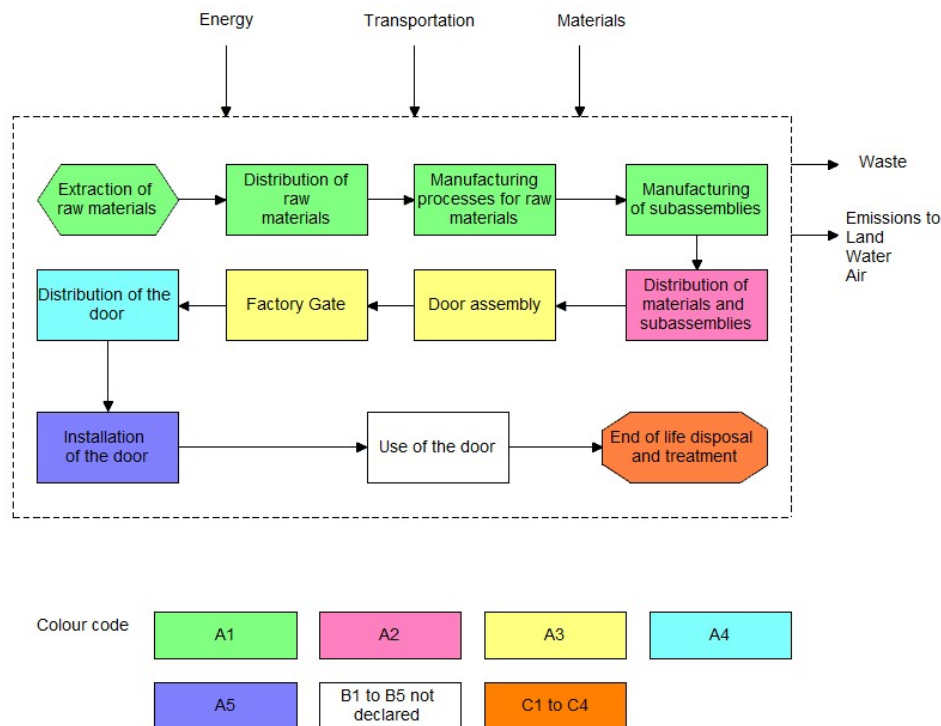 Energy
Transportation
Materials
Waste
Emissions to
Land
Water
Air
Extraction of
raw materials
Distribution of
raw
materials
Manufacturing
processes for raw
materials
Manufacturing
of subassemblies
Distribution of the
door
Factory Gate
Door assembly
Distribution of
materials and
subassemblies
Installation
of the door
Use of the door
End of life disposal
and treatment
Colour code
A1
A2
A3
A4
A5
B1 to B5 not
declared
C1 to C4